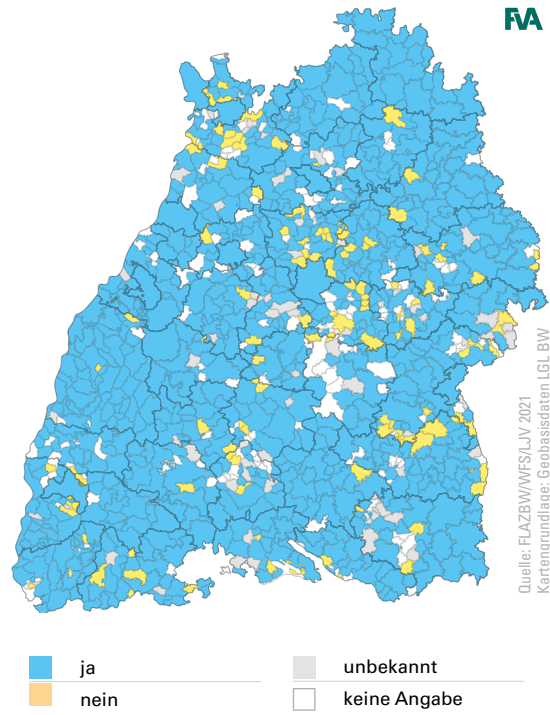 FVA
Quelle: FLAZBW/WFS/LJV 2021
Kartengrundlage: Geobasisdaten LGL BW
ja
nein
unbekannt
keine Angabe